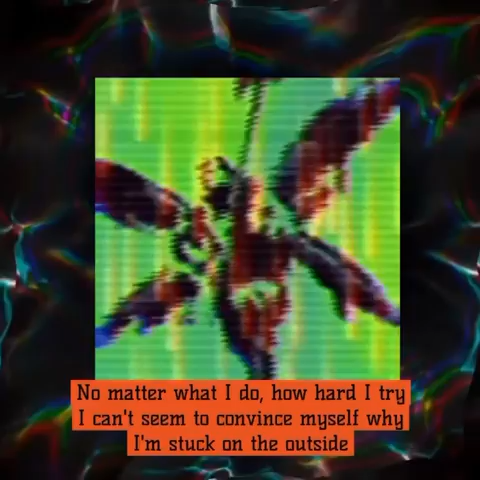 No matter what I do, how hard I try
I can't seem to convince myself why
I'm stuck on the outside